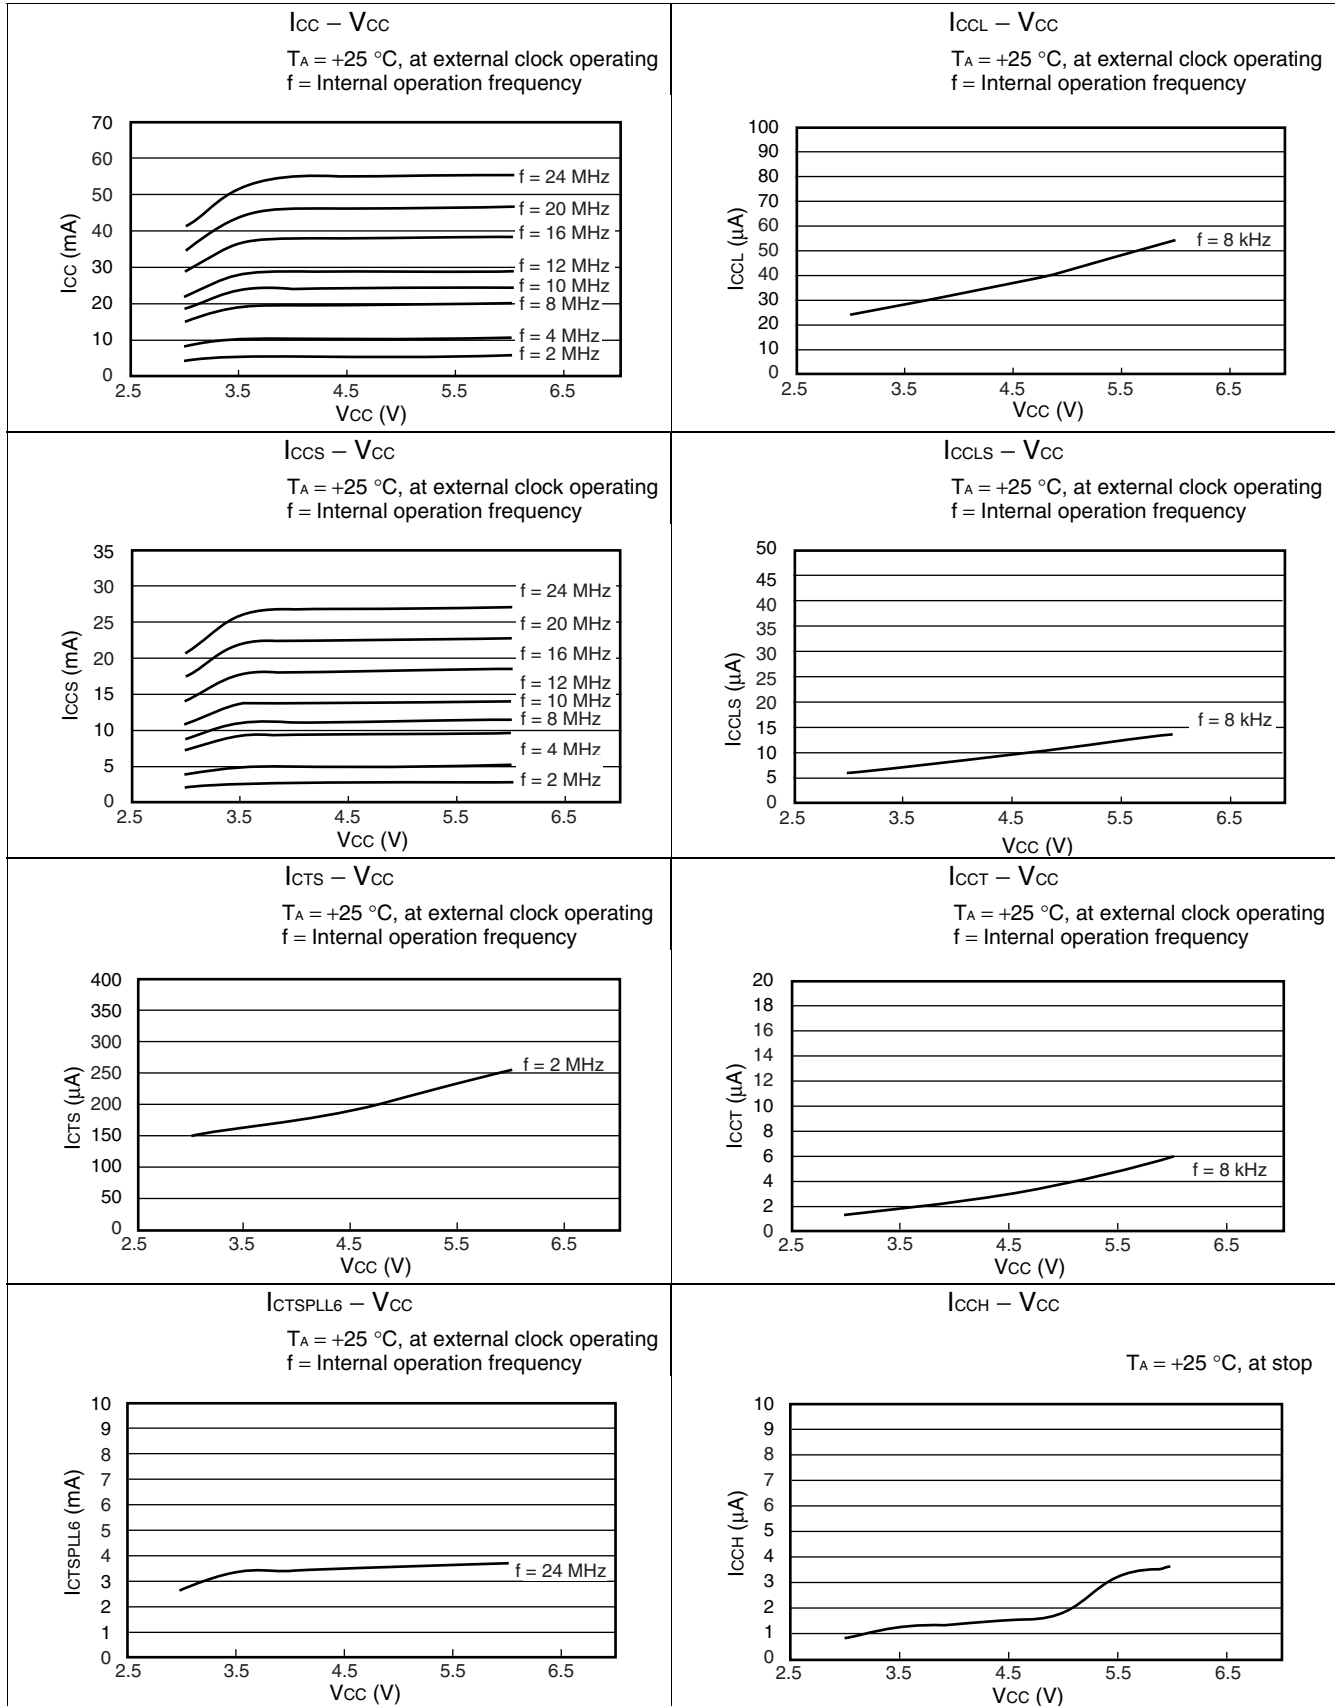 ICC – VCC
TA = +25 °C, at external clock operating
f = Internal operation frequency
70
60
50
40
30
20
10
0
ICC (mA)
f = 24 MHz
f = 20 MHz
f = 16 MHz
f = 12 MHz
f = 10 MHz
f = 8 MHz
f = 4 MHz
f = 2 MHz
2.5 3.5 4.5 5.5 6.5
VCC (V)
ICCL – VCC
TA = +25 °C, at external clock operating
f = Internal operation frequency
100
90
80
70
60
50
40
30
20
10
0
ICCL (µA)
f = 8 kHz
2.5 3.5 4.5 5.5 6.5
VCC (V)
ICCS – VCC
TA = +25 °C, at external clock operating
f = Internal operation frequency
35
30
25
20
15
10
5
0
ICCS (mA)
f = 24 MHz
f = 20 MHz
f = 16 MHz
f = 12 MHz
f = 10 MHz
f = 8 MHz
f = 4 MHz
f = 2 MHz
2.5 3.5 4.5 5.5 6.5
VCC (V)
ICCLS – VCC
TA = +25 °C, at external clock operating
f = Internal operation frequency
50
45
40
35
30
25
20
15
10
5
0
ICCLS (µA)
f = 8 kHz
2.5 3.5 4.5 5.5 6.5
VCC (V)
ICTS – VCC
TA = +25 °C, at external clock operating
f = Internal operation frequency
400
350
300
250
200
150
100
50
0
ICTS (µA)
f = 2 MHz
2.5 3.5 4.5 5.5 6.5
VCC (V)
ICCT – VCC
TA = +25 °C, at external clock operating
f = Internal operation frequency
20
18
16
14
12
10
8
6
4
2
0
ICCT (µA)
f = 8 kHz
2.5 3.5 4.5 5.5 6.5
VCC (V)
ICTSPLL6 – VCC
TA = +25 °C, at external clock operating
f = Internal operation frequency
10
9
8
7
6
5
4
3
2
1
0
ICTSPLL6 (mA)
f = 24 MHz
2.5 3.5 4.5 5.5 6.5
VCC (V)
ICCH – VCC
TA = +25 °C, at stop
10
9
8
7
6
5
4
3
2
1
0
ICCH (µA)
2.5 3.5 4.5 5.5 6.5
VCC (V)